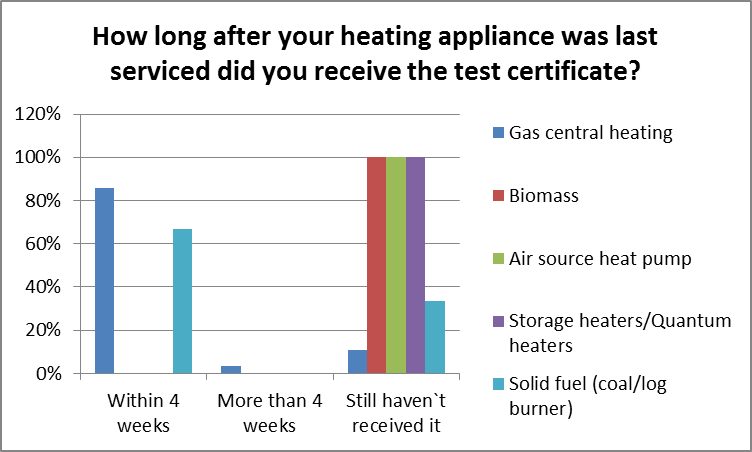 How long after your heating appliance was last
serviced did you receive the test certificate?
120%
100%
80%
60%
40%
20%
0%
Within 4
weeks
More than 4
weeks
Still haven`t
received it
Gas central heating
Biomass
Air source heat pump
Storage heaters/Quantum
heaters
Solid fuel (coal/log
burner)